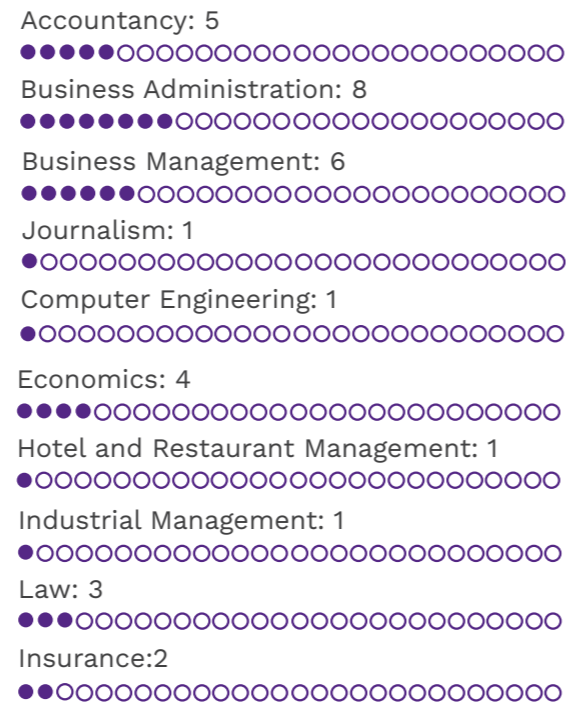 Accountancy: 5
Business Administration: 8
Business Management: 6
Journalism: 1
Computer Engineering: 1
Economics: 4
Hotel and Restaurant Management: 1
Industrial Management: 1
Law: 3
Insurance:2